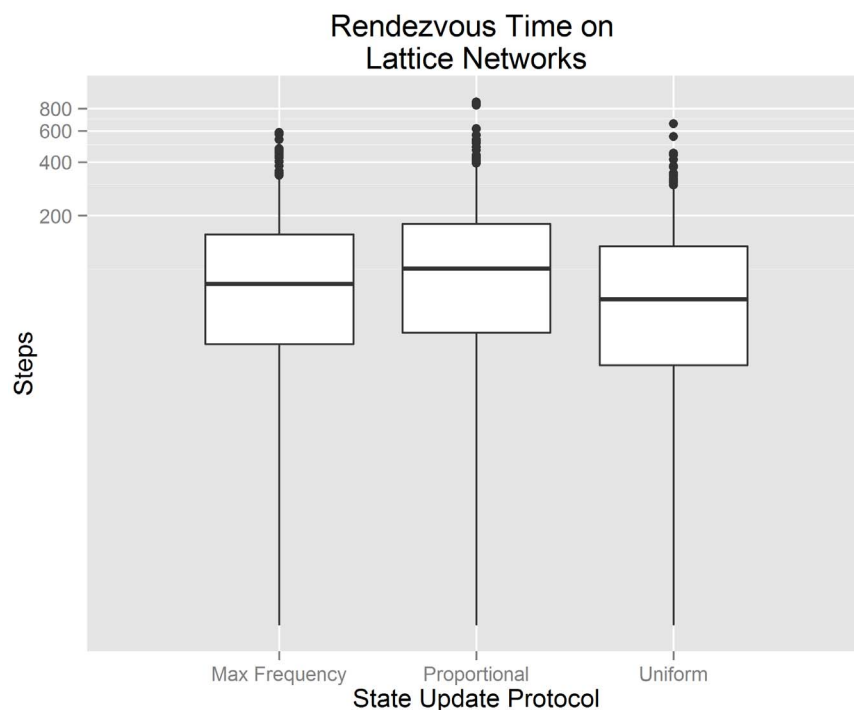 Rendezvous Time on
Lattice Networks
800
600
400
200
Steps
Max Frequency
Proportional
Uniform
State Update Protocol